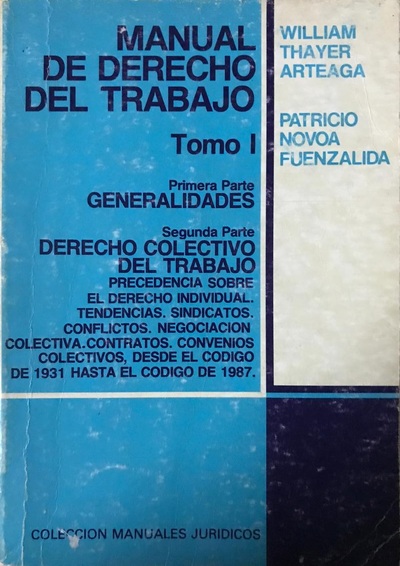 MANUAL
DE DERECHO
DEL TRABAJO
Tomo I
Primera Parte
GENERALIDADES
Segunda Parte
DERECHO COLECTIVO
DEL TRABAJO
PRECEDENCIA SOBRE
EL DERECHO INDIVIDUAL.
TENDENCIAS. SINDICATOS.
CONFLICTOS. NEGOCIACION
COLECTIVA.CONTRATOS. CONVENIOS
COLECTIVOS, DESDE EL CODIGO
DE 1931 HASTA EL CODIGO DE 1987.
WILLIAM
THAYER
ARTEAGA
PATRICIO
NOVOA
FUENZALIDA
COLECCION MANUALES JURIDICOS